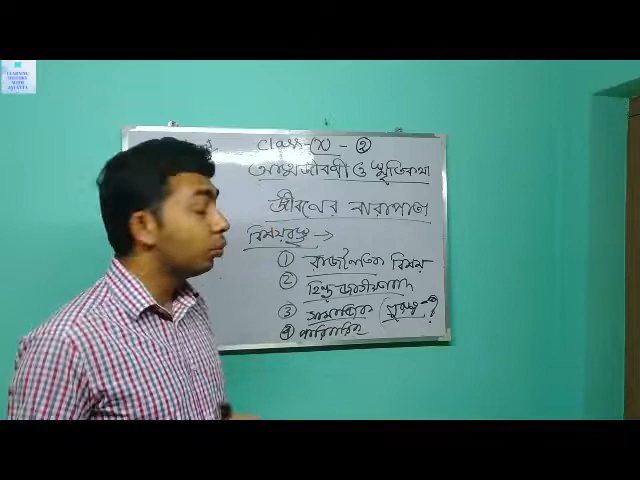 LEARNING
HISTORY
WITH
Class-(X) - ②
আত্মজীবনী ও স্মৃতিকথা
জীবনের ঝরাপাতা
বিষয়বস্তু →
① রাজনৈতিক বিষয়
② হিন্দু জাতীয়তাবাদ
③ সামাজিক (গুরুত্ব ?
④ পারিবারিক